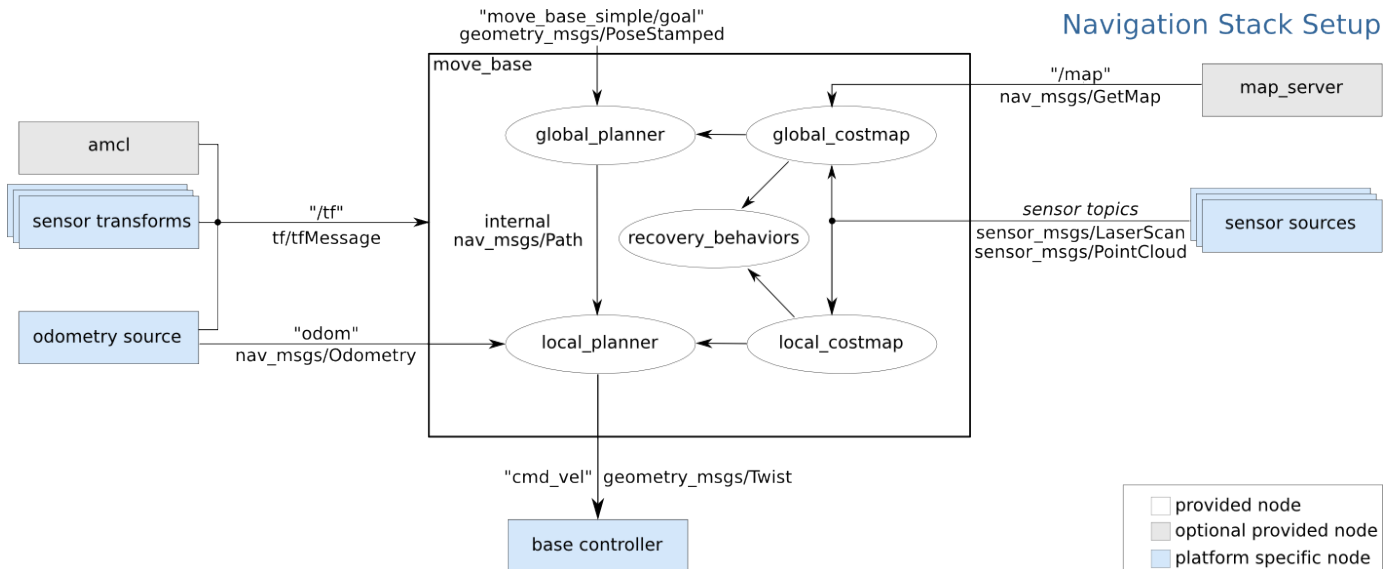 Navigation Stack Setup
"move_base_simple/goal"
geometry_msgs/PoseStamped
move_base
"/map"
nav_msgs/GetMap
map_server
amcl
global_planner
global_costmap
sensor transforms
"/tf"
tf/tfMessage
internal
nav_msgs/Path
recovery_behaviors
sensor topics
sensor_msgs/LaserScan
sensor_msgs/PointCloud
sensor sources
odometry source
"odom"
nav_msgs/Odometry
local_planner
local_costmap
"cmd_vel" geometry_msgs/Twist
base controller
provided node
optional provided node
platform specific node